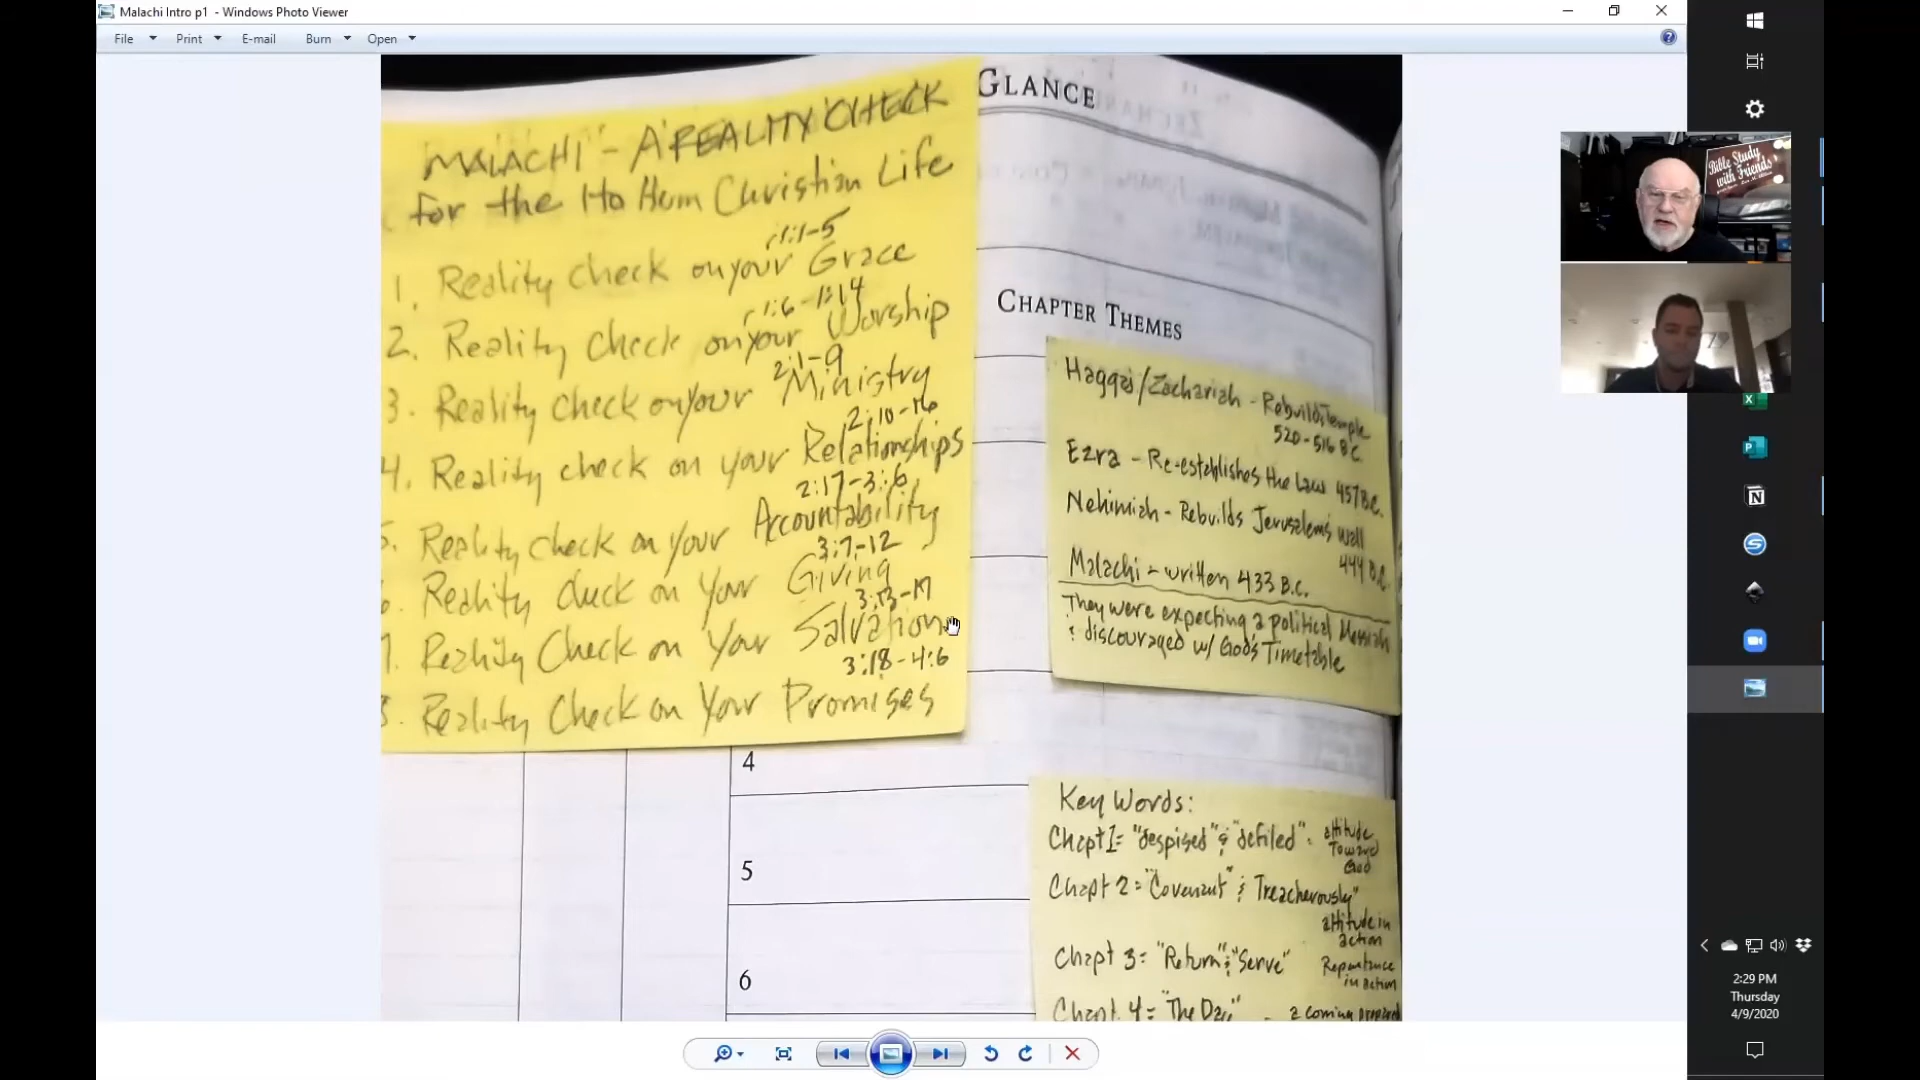 Malachi Intro p1 - Windows Photo Viewer
File Print E-mail Burn Open
MALACHI - A REALITY CHECK
for the Ho Hum Christian Life
1:1-5
1. Reality check on your Grace
1:6-1:14
2. Reality check on your Worship
2:1-9
3. Reality check on your Ministry
2:10-16
4. Reality check on your Relationships
2:17-3:6
5. Reality check on your Accountability
3:7-12
6. Reality check on your Giving
3:13-17
7. Reality Check on Your Salvation
3:18-4:6
8. Reality Check on Your Promises
GLANCE
CHAPTER THEMES
Haggai/Zachariah - Rebuilds Temple
520-516 B.C.
Ezra - Re-establishes the Law 457 B.C.
Nehimiah - Rebuilds Jerusalem's Wall
444 B.C.
Malachi - written 433 B.C.
They were expecting a political Messiah
& discouraged w/ God's Timetable
4
5
6
Key Words:
Chapt 1= "despised" & "defiled" - attitude
Toward
God
Chapt 2 = "Covenant" & Treacherously"
attitude in
action
Chapt 3 = "Return" & "Serve" Repentance
in action
Chapt. 4 = "The Day" - a coming
Bible Study
with Friends
2:29 PM
Thursday
4/9/2020